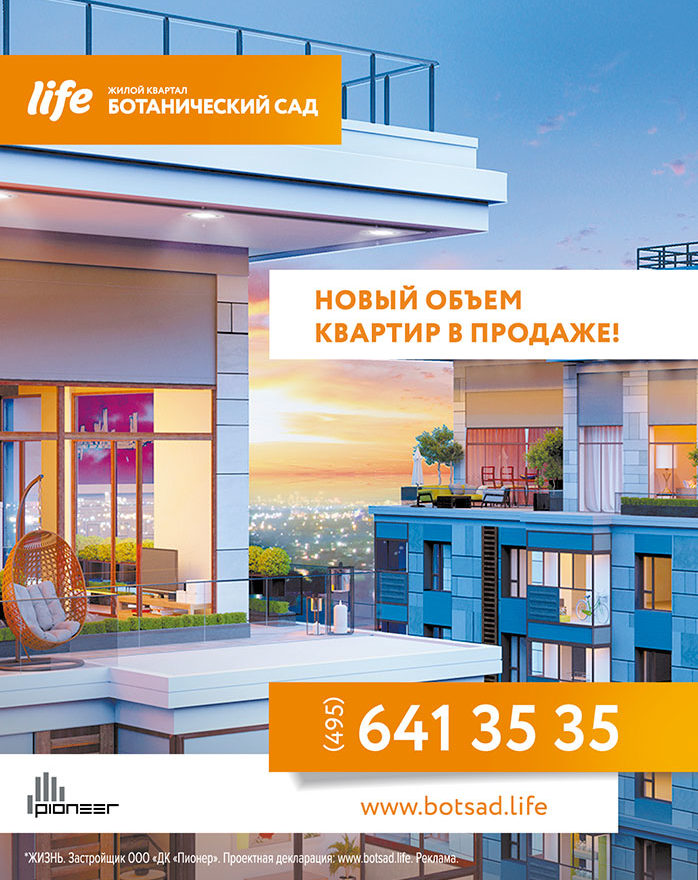 life
ЖИЛОЙ КВАРТАЛ
БОТАНИЧЕСКИЙ САД
НОВЫЙ ОБЪЕМ
КВАРТИР В ПРОДАЖЕ!
(495) 641 35 35
www.botsad.life
PIONEER
*ЖИЗНЬ. Застройщик ООО «ДК «Пионер». Проектная декларация: www.botsad.life. Реклама.